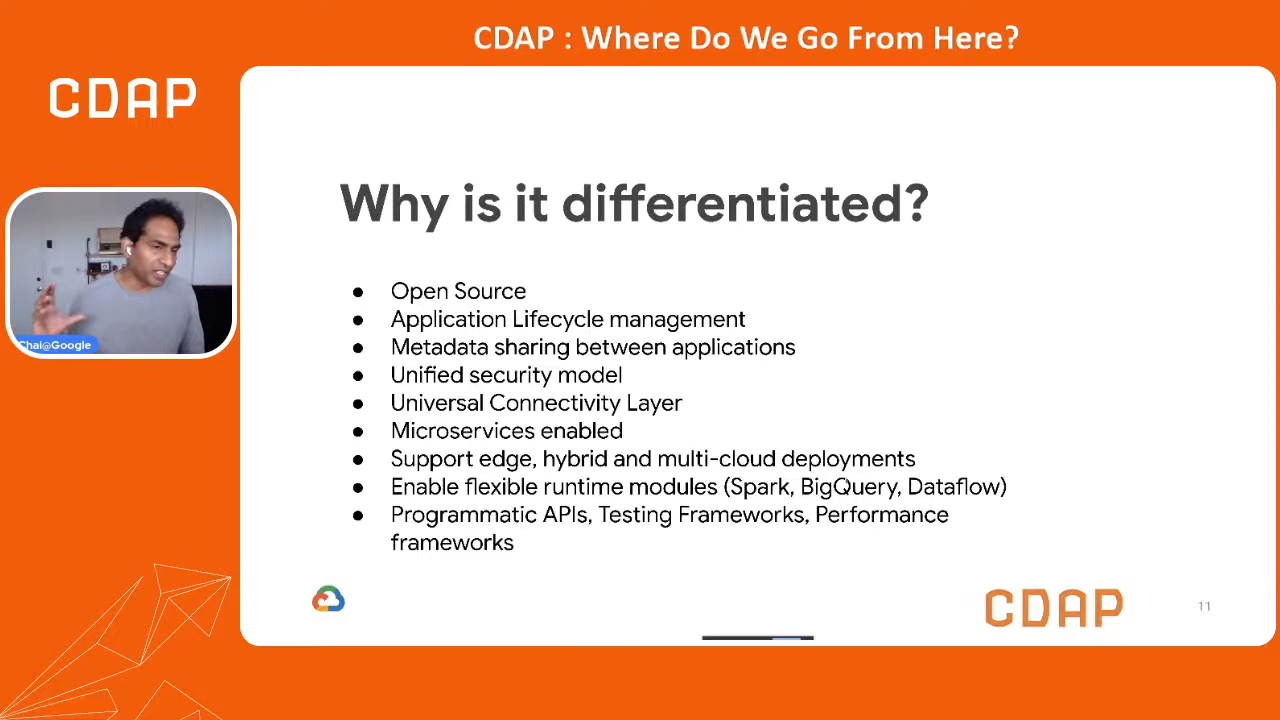 CDAP : Where Do We Go From Here?
CDAP
Chai@Google
Why is it differentiated?
● Open Source
● Application Lifecycle management
● Metadata sharing between applications
● Unified security model
● Universal Connectivity Layer
● Microservices enabled
● Support edge, hybrid and multi-cloud deployments
● Enable flexible runtime modules (Spark, BigQuery, Dataflow)
● Programmatic APIs, Testing Frameworks, Performance
frameworks
CDAP
11